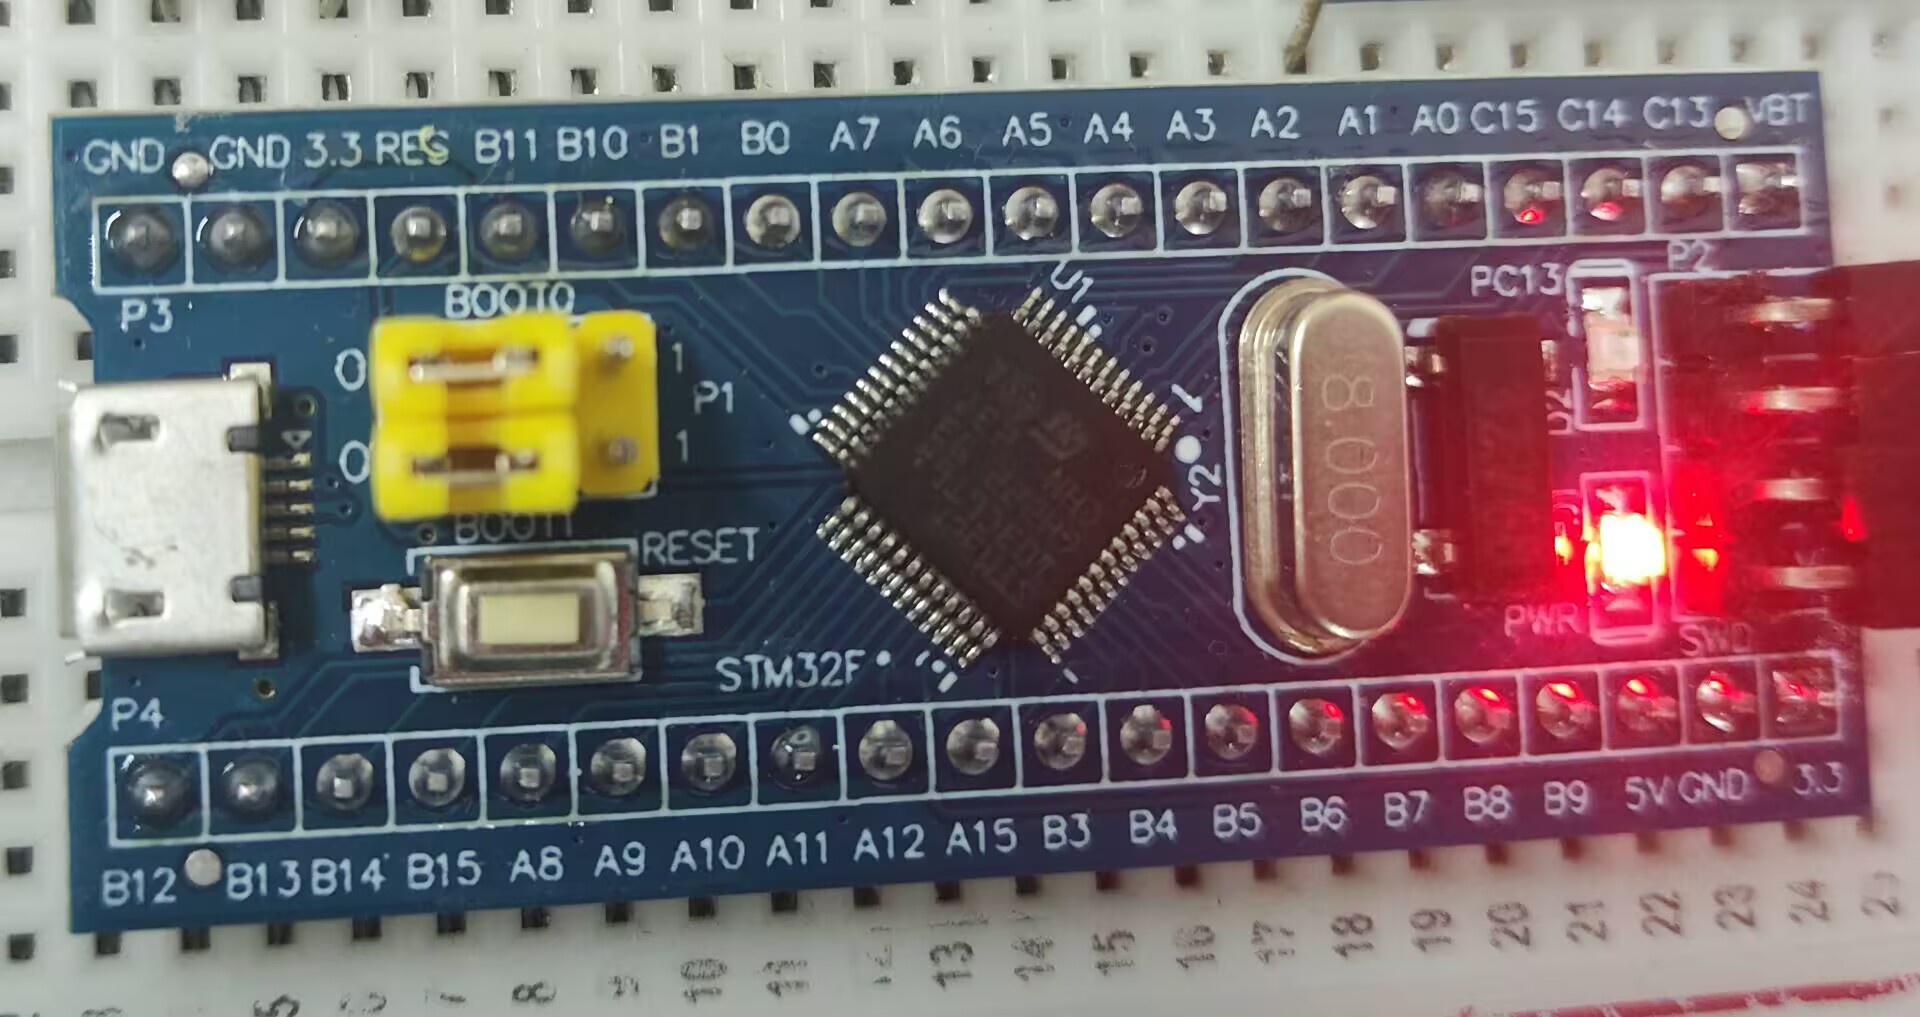 GND GND 3.3 RES B11 B10 B1 B0 A7 A6 A5 A4 A3 A2 A1 A0 C15 C14 C13 VBT
P3
BOOT0
U1
PC13
P2
0
1
P1
0
1
BOOT1
RESET
Y2
8.000
PWR
SWD
STM32F
P4
B12 B13 B14 B15 A8 A9 A10 A11 A12 A15 B3 B4 B5 B6 B7 B8 B9 5V GND 3.3
8 10 11 13 14 15 16 17 18 19 20 21 22 23 24